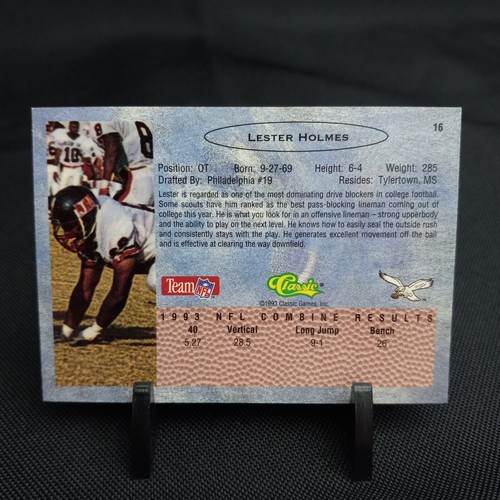 16
LESTER HOLMES
Position: OT Born: 9-27-69 Height: 6-4 Weight: 285
Drafted By: Philadelphia #19 Resides: Tylertown, MS
Lester is regarded as one of the most dominating drive blockers in college football.
Some scouts have him ranked as the best pass-blocking lineman coming out of
college this year. He is what you look for in an offensive lineman – strong upperbody
and the ability to play on the next level. He knows how to easily seal the outside rush
and consistently stays with the play. He generates excellent movement off the ball
and is effective at clearing the way downfield.
Team NFL
Classic
©1993 Classic Games, Inc.
1993 NFL COMBINE RESULTS
40 Vertical Long Jump Bench
5.27 28.5 9-1 26